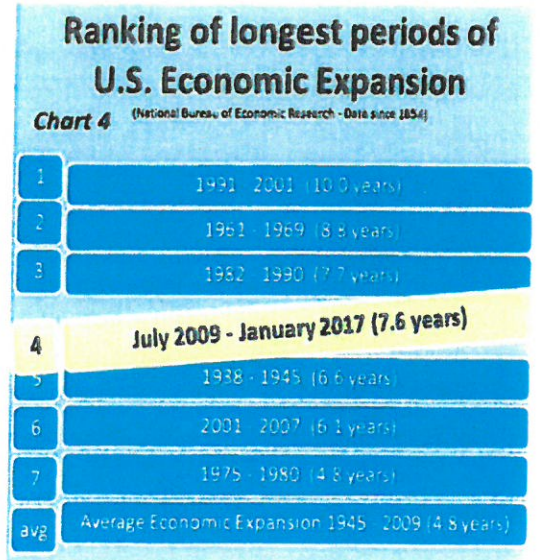 Ranking of longest periods of
U.S. Economic Expansion
Chart 4 (National Bureau of Economic Research - Data since 1854)
1 1991 - 2001 (10.0 years)
2 1961 - 1969 (8.8 years)
3 1982 - 1990 (7.7 years)
4 July 2009 - January 2017 (7.6 years)
5 1938 - 1945 (6.6 years)
6 2001 - 2007 (6.1 years)
7 1975 - 1980 (4.8 years)
avg Average Economic Expansion 1945 - 2009 (4.8 years)